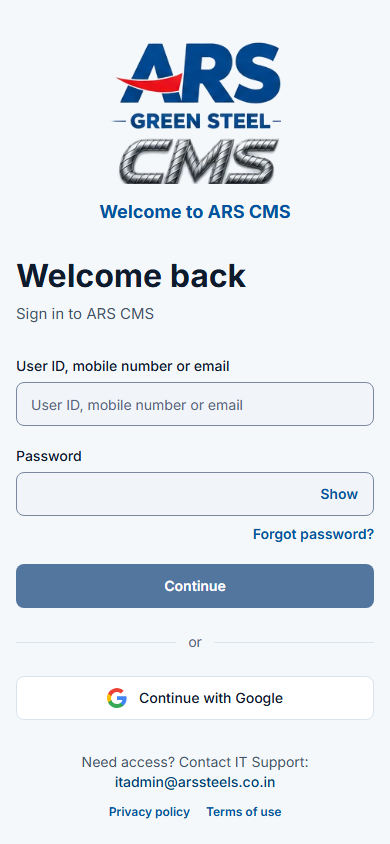 ARS
GREEN STEEL
CMS
Welcome to ARS CMS
Welcome back
Sign in to ARS CMS
User ID, mobile number or email
User ID, mobile number or email
Password
Show
Forgot password?
Continue
or
Continue with Google
Need access? Contact IT Support:
itadmin@arssteels.co.in
Privacy policy Terms of use